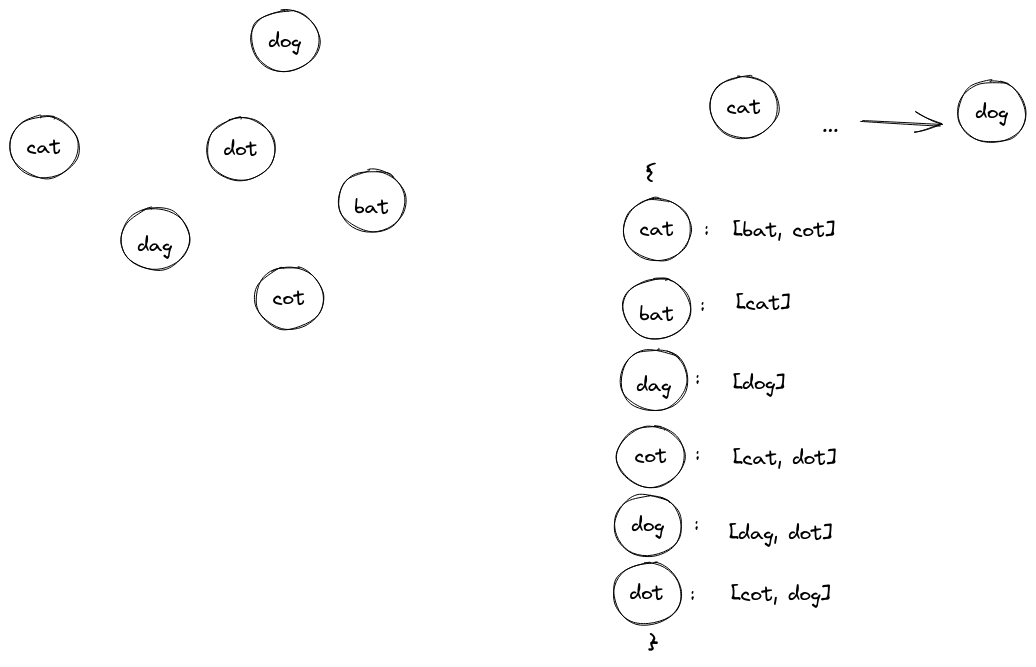 dog
cat
dot
bat
dag
cot
cat ... dog
{
cat : [bat, cot]
bat : [cat]
dag : [dog]
cot : [cat, dot]
dog : [dag, dot]
dot : [cot, dog]
}